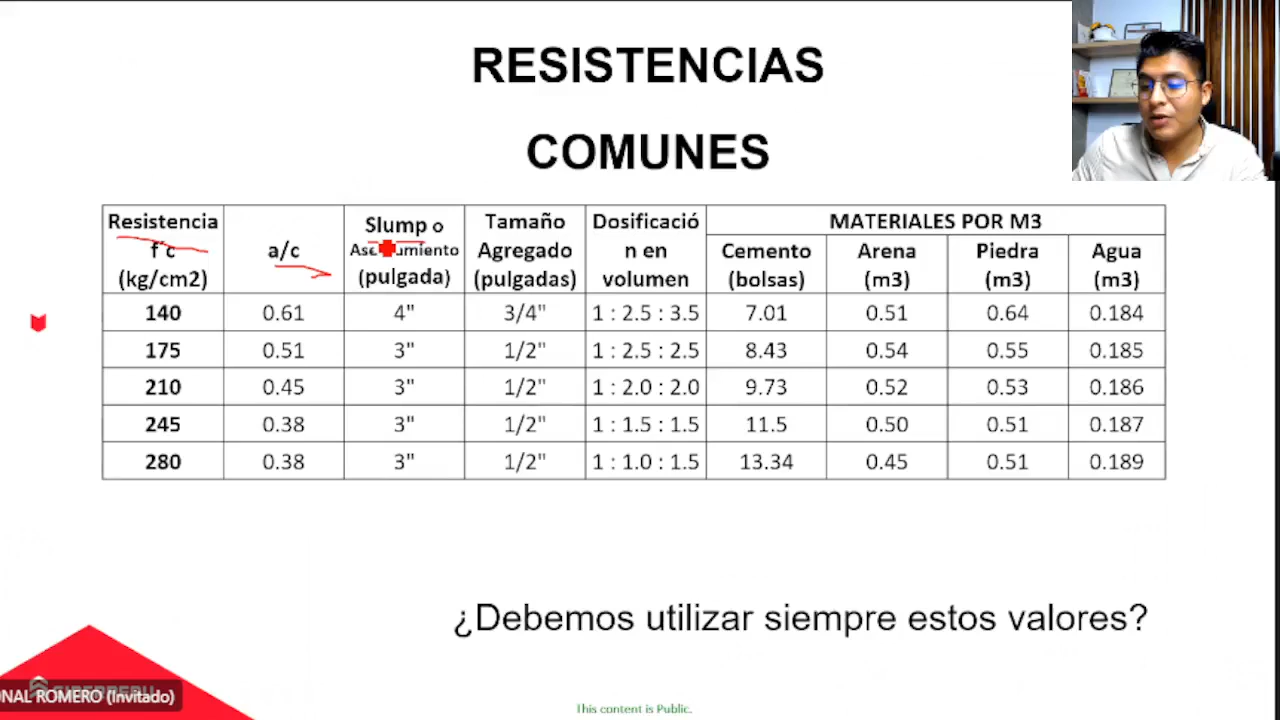 RESISTENCIAS
COMUNES
Resistencia f'c (kg/cm2) | a/c | Slump o (pulgada) | Tamaño Agregado (pulgadas) | Dosificació n en volumen | MATERIALES POR M3
Cemento (bolsas) | Arena (m3) | Piedra (m3) | Agua (m3)
140 | 0.61 | 4" | 3/4" | 1 : 2.5 : 3.5 | 7.01 | 0.51 | 0.64 | 0.184
175 | 0.51 | 3" | 1/2" | 1 : 2.5 : 2.5 | 8.43 | 0.54 | 0.55 | 0.185
210 | 0.45 | 3" | 1/2" | 1 : 2.0 : 2.0 | 9.73 | 0.52 | 0.53 | 0.186
245 | 0.38 | 3" | 1/2" | 1 : 1.5 : 1.5 | 11.5 | 0.50 | 0.51 | 0.187
280 | 0.38 | 3" | 1/2" | 1 : 1.0 : 1.5 | 13.34 | 0.45 | 0.51 | 0.189
¿Debemos utilizar siempre estos valores?
ONAL ROMERO (Invitado)
This content is Public.